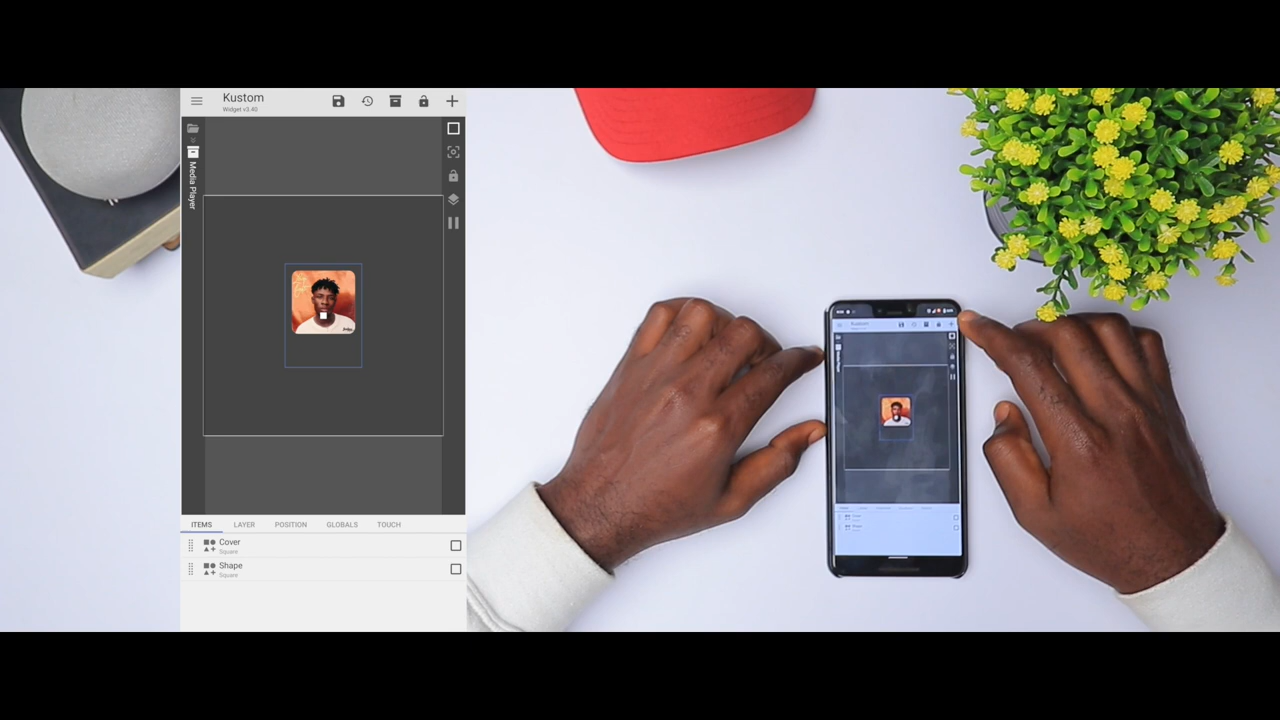 Kustom
Widget v3.40
Media Player
ITEMS LAYER POSITION GLOBALS TOUCH
Cover
Square
Shape
Square